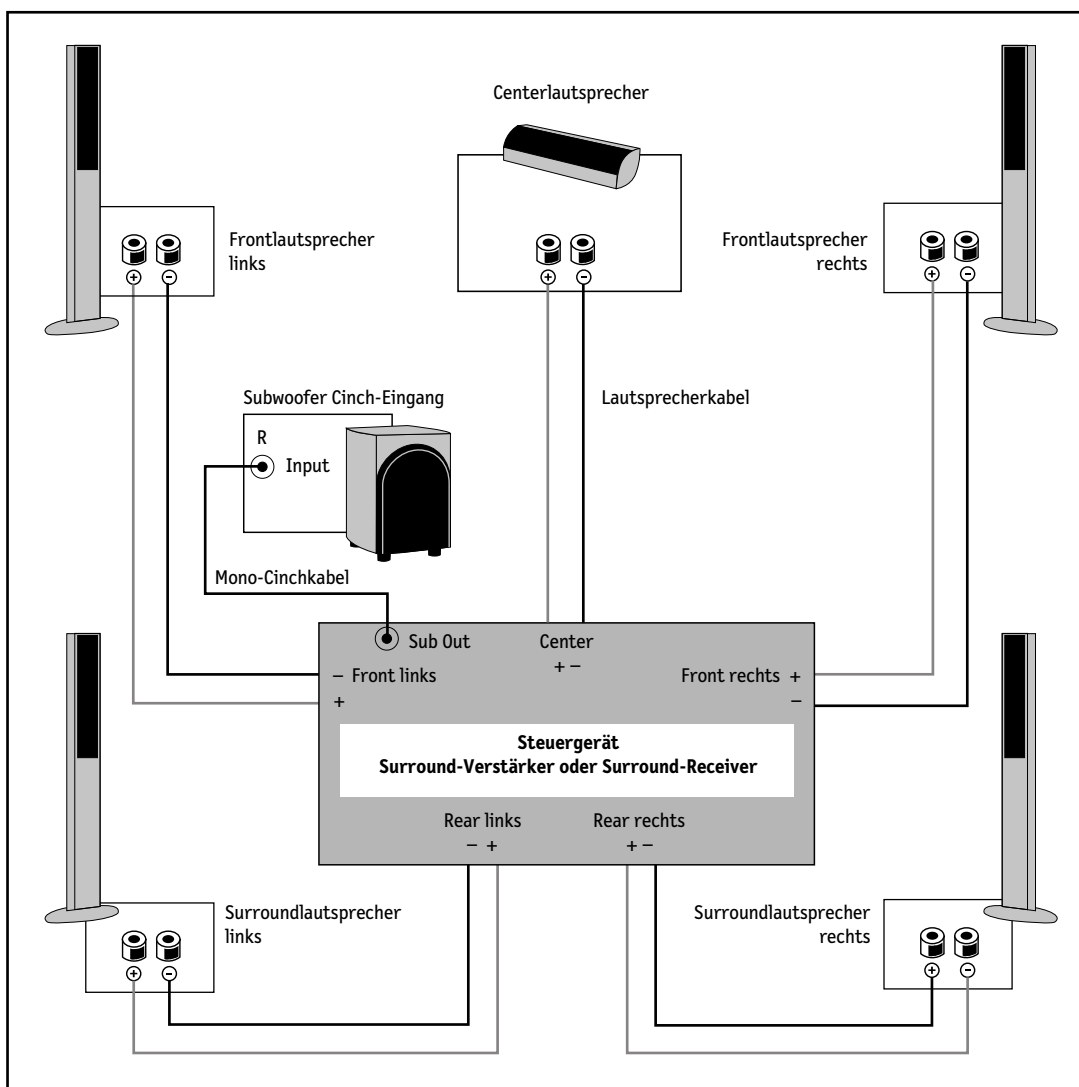 Centerlautsprecher
Frontlautsprecher
links
+ −
+ −
Frontlautsprecher
rechts
+ −
Subwoofer Cinch-Eingang
R
Input
Lautsprecherkabel
Mono-Cinchkabel
Sub Out
Center
+ −
− Front links
+
Front rechts +
−
Steuergerät
Surround-Verstärker oder Surround-Receiver
Rear links
− +
Rear rechts
+ −
Surroundlautsprecher
links
+ −
Surroundlautsprecher
rechts
+ −